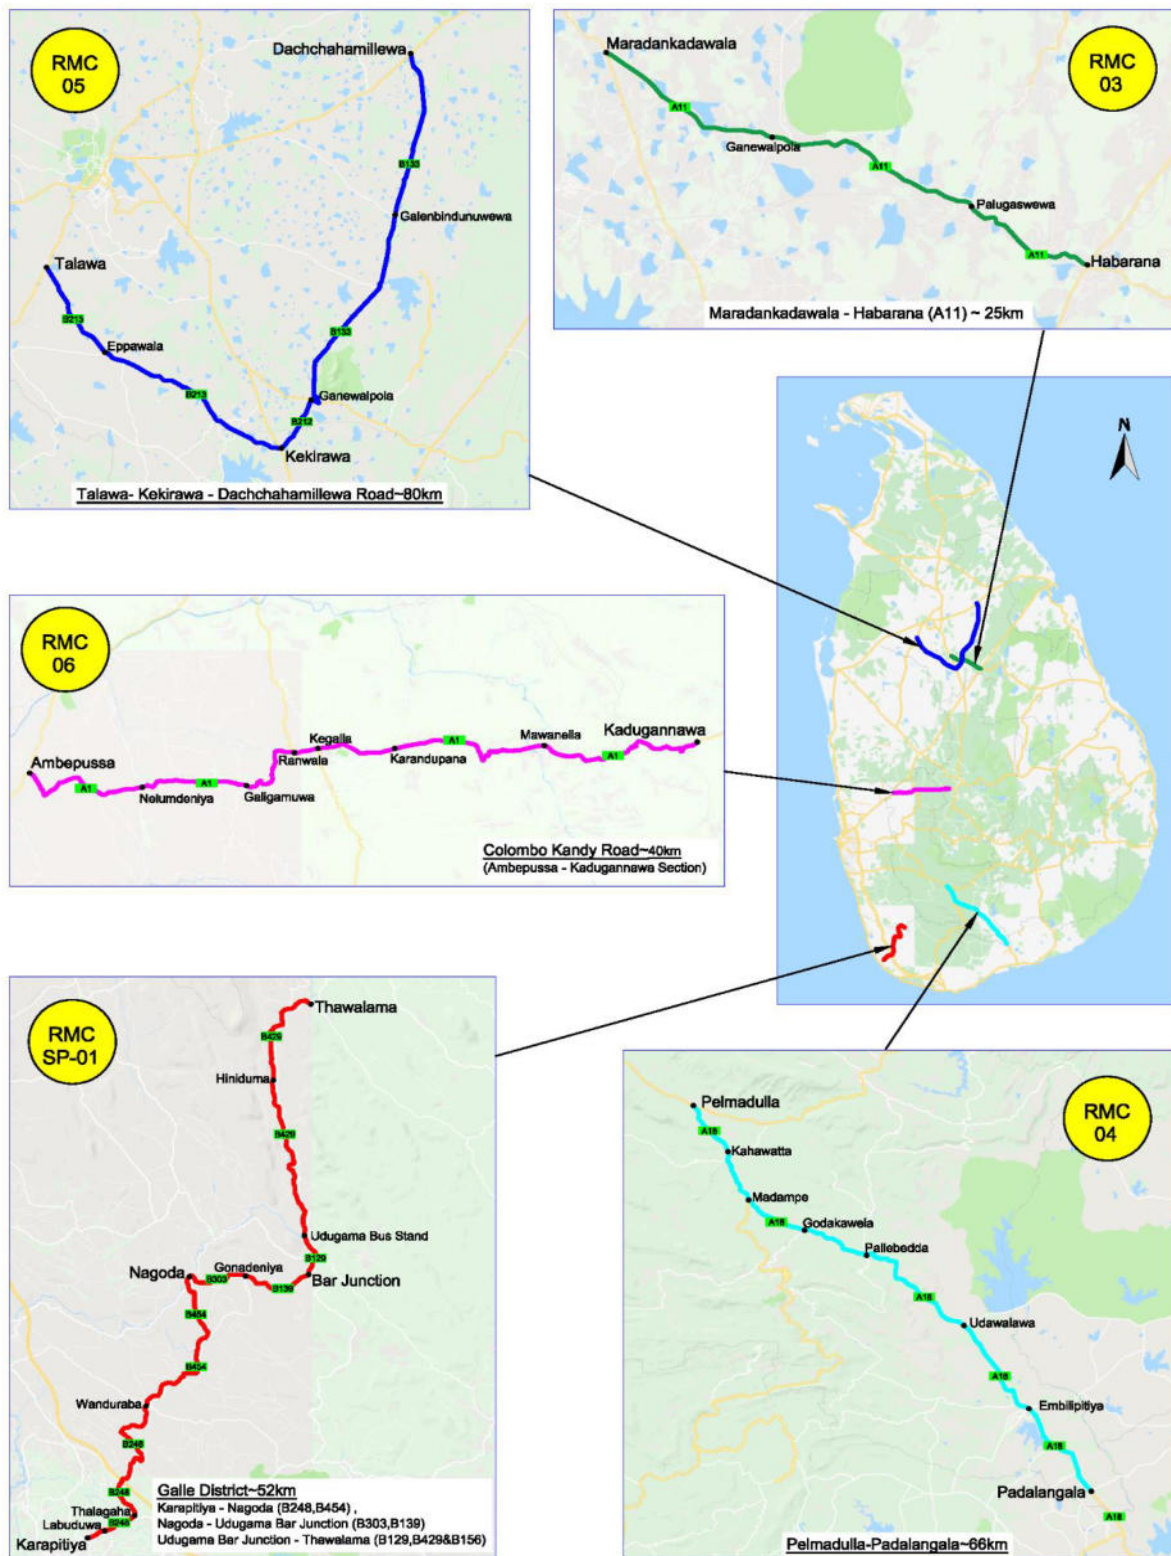 RMC
05
Dachchahamillewa
B133
Galenbindunuwewa
Talawa
B213
Eppawala
B133
B213
Ganewalpola
B212
Kekirawa
Talawa- Kekirawa - Dachchahamillewa Road~80km
RMC
03
Maradankadawala
A11
Ganewalpola
A11
Palugaswewa
A11
Habarana
Maradankadawala - Habarana (A11) ~ 25km
N
RMC
06
Ambepussa
A1
Nelumdeniya
A1
Galigamuwa
Ranwala
Kegalla
Karandupana
A1
Mawanella
A1
Kadugannawa
Colombo Kandy Road~40km
(Ambepussa - Kadugannawa Section)
RMC
SP-01
Thawalama
B429
Hiniduma
B429
Udugama Bus Stand
B129
Nagoda
B303
Gonadeniya
B139
Bar Junction
B454
B454
Wanduraba
B248
B248
Thalagaha
Labuduwa
B248
Karapitiya
Galle District~52km
Karapitiya - Nagoda (B248,B454) ,
Nagoda - Udugama Bar Junction (B303,B139)
Udugama Bar Junction - Thawalama (B129,B429&B156)
RMC
04
Pelmadulla
A18
Kahawatta
Madampe
A18
Godakawela
Pallebedda
A18
Udawalawa
A18
Embilipitiya
A18
Padalangala
A18
Pelmadulla-Padalangala~66km